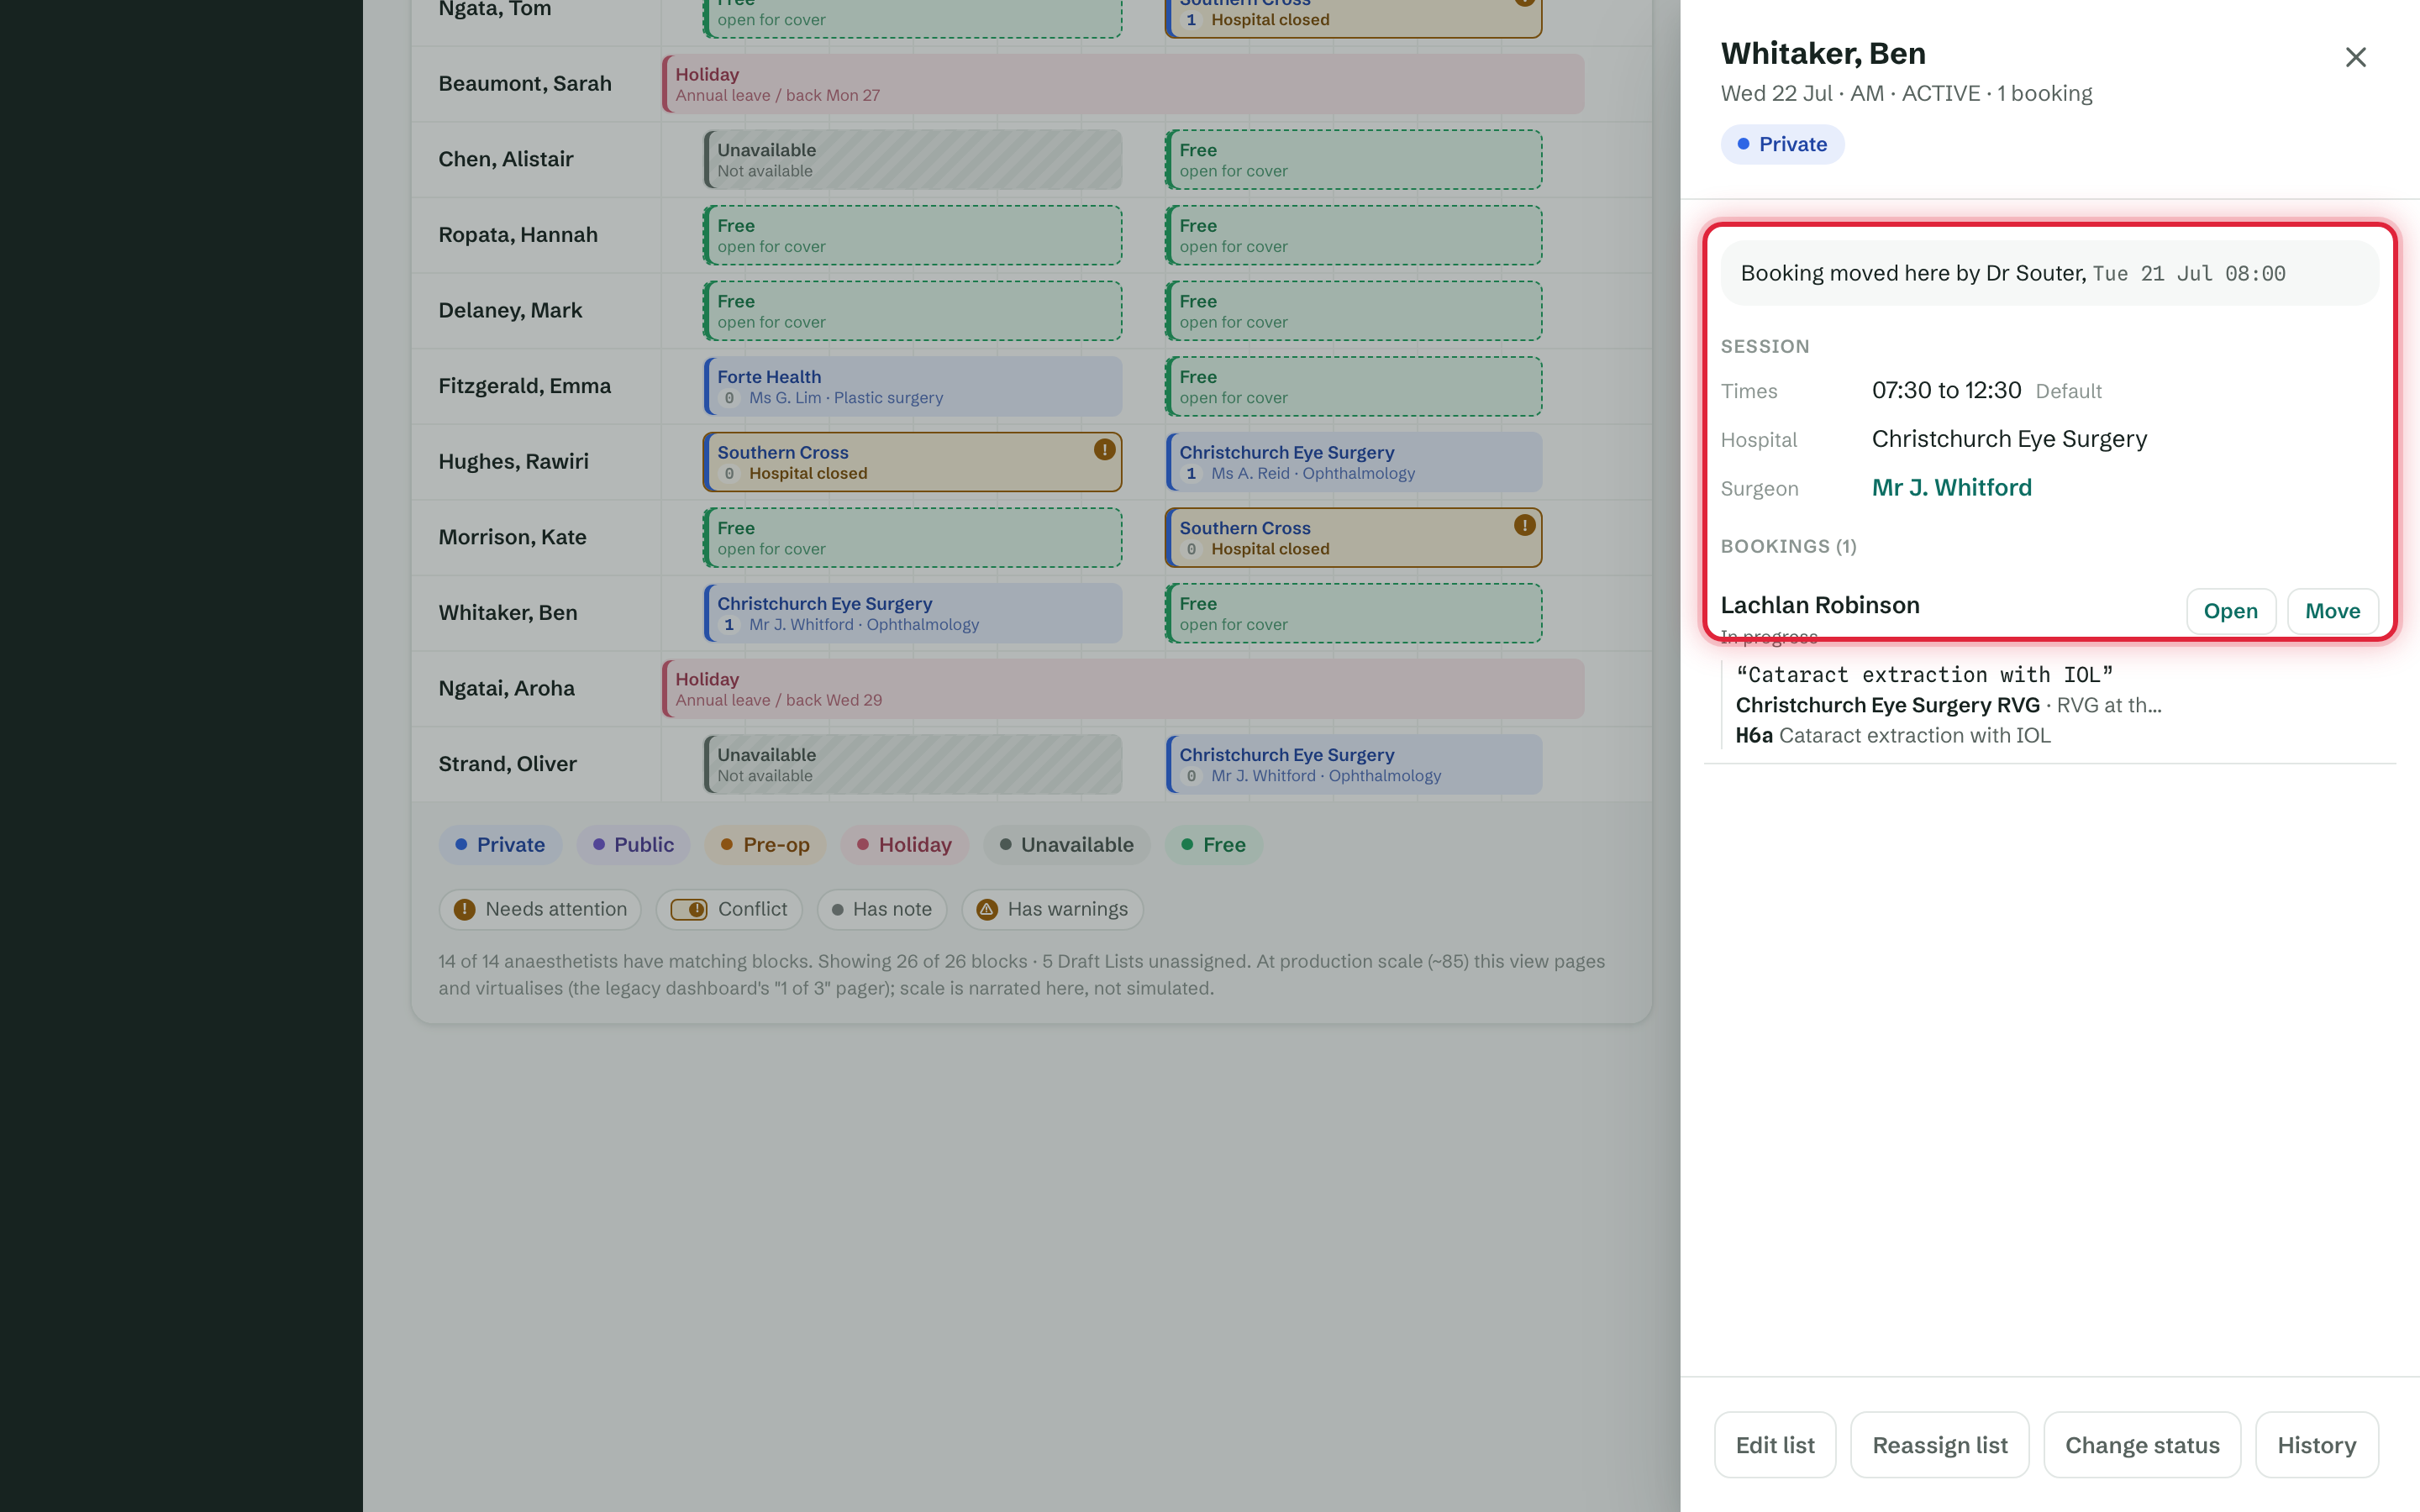 Ngata, Tom
Free
open for cover
Southern Cross
1 Hospital closed
Beaumont, Sarah
Holiday
Annual leave / back Mon 27
Chen, Alistair
Unavailable
Not available
Free
open for cover
Ropata, Hannah
Free
open for cover
Free
open for cover
Delaney, Mark
Free
open for cover
Free
open for cover
Fitzgerald, Emma
Forte Health
0 Ms G. Lim · Plastic surgery
Free
open for cover
Hughes, Rawiri
Southern Cross
0 Hospital closed
Christchurch Eye Surgery
1 Ms A. Reid · Ophthalmology
Morrison, Kate
Free
open for cover
Southern Cross
0 Hospital closed
Whitaker, Ben
Christchurch Eye Surgery
1 Mr J. Whitford · Ophthalmology
Free
open for cover
Ngatai, Aroha
Holiday
Annual leave / back Wed 29
Strand, Oliver
Unavailable
Not available
Christchurch Eye Surgery
0 Mr J. Whitford · Ophthalmology
Private Public Pre-op Holiday Unavailable Free
Needs attention Conflict Has note Has warnings
14 of 14 anaesthetists have matching blocks. Showing 26 of 26 blocks · 5 Draft Lists unassigned. At production scale (~85) this view pages
and virtualises (the legacy dashboard's "1 of 3" pager); scale is narrated here, not simulated.
Whitaker, Ben
Wed 22 Jul · AM · ACTIVE · 1 booking
Private
Booking moved here by Dr Souter, Tue 21 Jul 08:00
SESSION
Times 07:30 to 12:30 Default
Hospital Christchurch Eye Surgery
Surgeon Mr J. Whitford
BOOKINGS (1)
Lachlan Robinson
Open Move
In progress
“Cataract extraction with IOL”
Christchurch Eye Surgery RVG · RVG at th...
H6a Cataract extraction with IOL
Edit list Reassign list Change status History